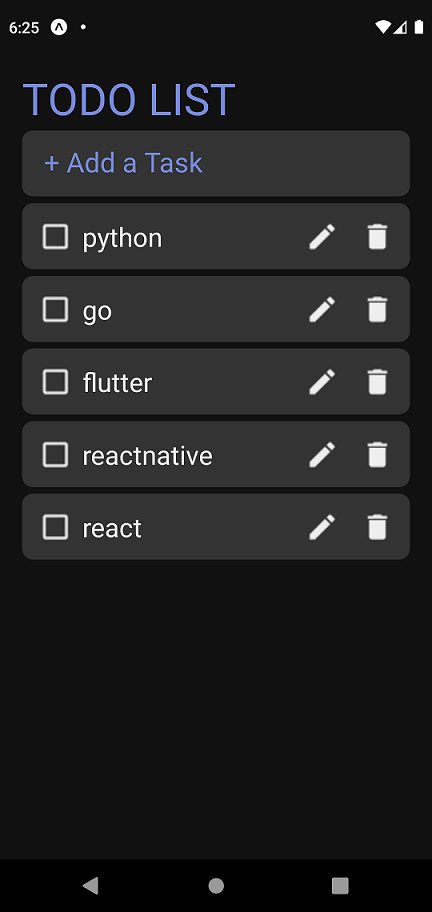 6:25
TODO LIST
+ Add a Task
python
go
flutter
reactnative
react